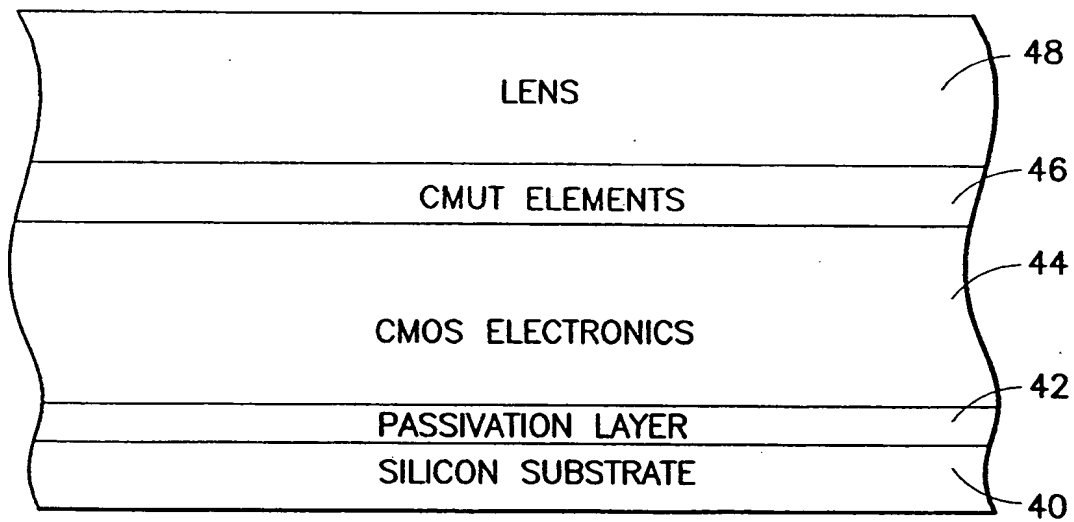 48
LENS
46
CMUT ELEMENTS
44
CMOS ELECTRONICS
42
PASSIVATION LAYER
SILICON SUBSTRATE
40